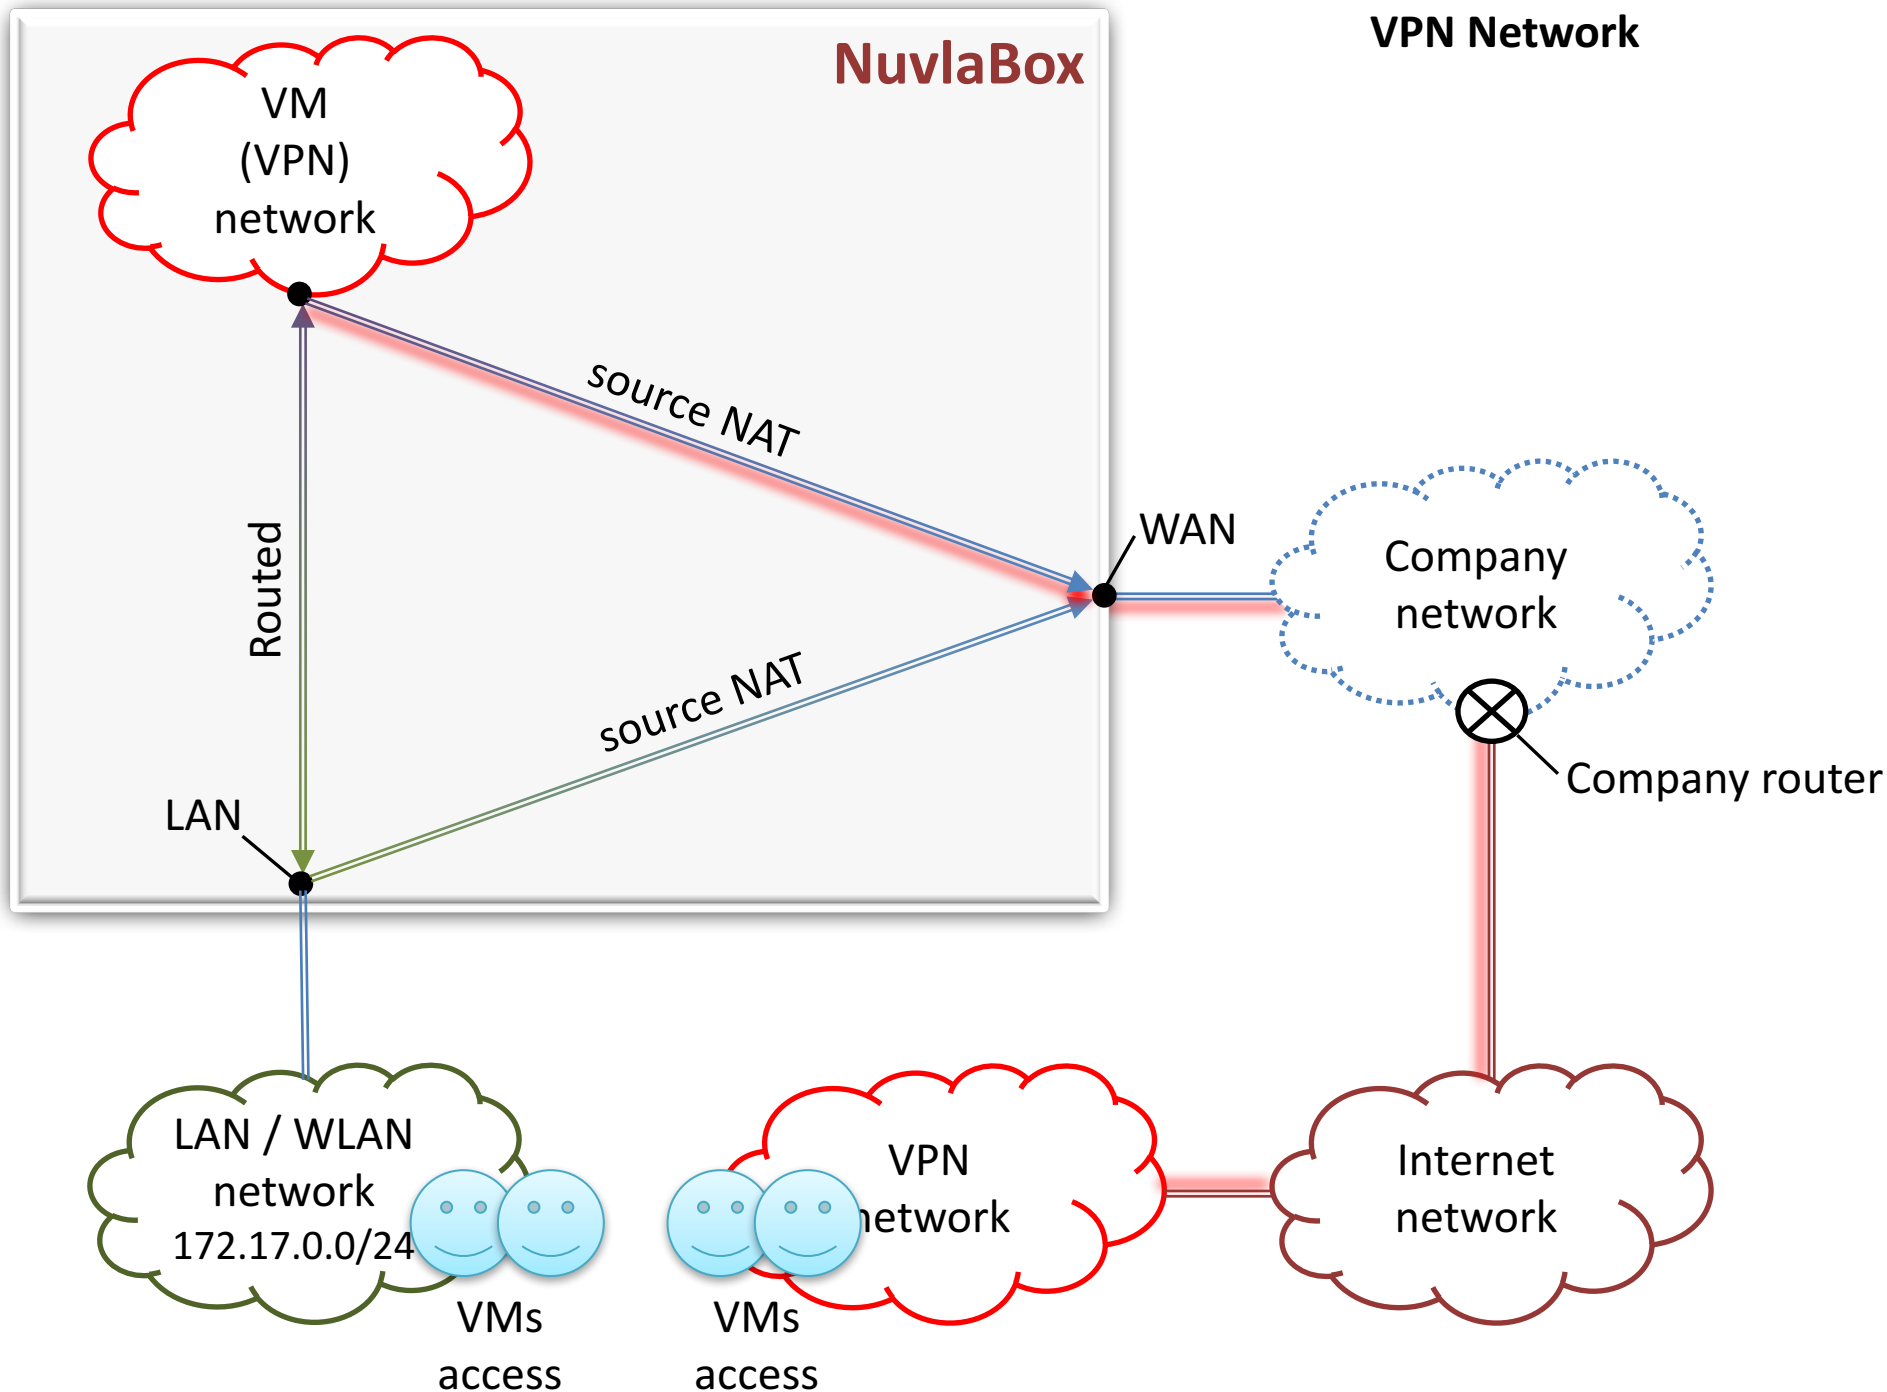 VPN Network
NuvlaBox
VM
(VPN)
network
source NAT
WAN
Company
network
Routed
source NAT
Company router
LAN
LAN / WLAN
network
172.17.0.0/24
VPN
network
Internet
network
VMs
access
VMs
access